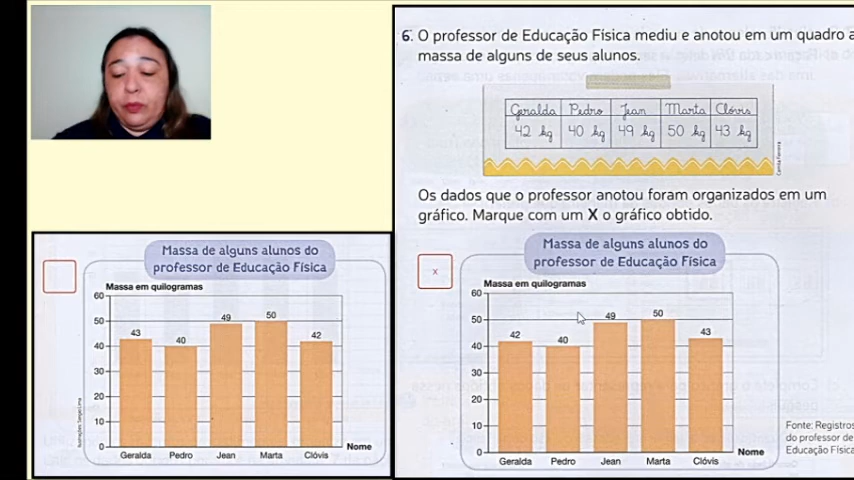 6. O professor de Educação Física mediu e anotou em um quadro a
massa de alguns de seus alunos.
Geralda Pedro Jean Marta Clóvis
42 kg 40 kg 49 kg 50 kg 43 kg
Os dados que o professor anotou foram organizados em um
gráfico. Marque com um X o gráfico obtido.
Massa de alguns alunos do
professor de Educação Física
Massa em quilogramas
60
50
40
30
20
10
0
43 40 49 50 42
Geralda Pedro Jean Marta Clóvis
Nome
x
Massa de alguns alunos do
professor de Educação Física
Massa em quilogramas
60
50
40
30
20
10
0
42 40 49 50 43
Geralda Pedro Jean Marta Clóvis
Nome
Fonte: Registros
do professor de
Educação Física